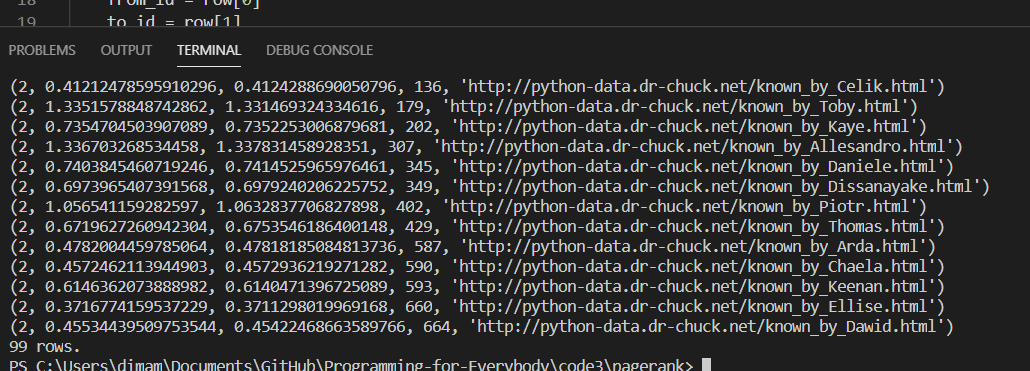 18 from_id = row[0]
19 to_id = row[1]
PROBLEMS OUTPUT TERMINAL DEBUG CONSOLE
(2, 0.41212478595910296, 0.4124288690050796, 136, 'http://python-data.dr-chuck.net/known_by_Celik.html')
(2, 1.3351578848742862, 1.331469324334616, 179, 'http://python-data.dr-chuck.net/known_by_Toby.html')
(2, 0.7354704503907089, 0.7352253006879681, 202, 'http://python-data.dr-chuck.net/known_by_Kaye.html')
(2, 1.336703268534458, 1.337831458928351, 307, 'http://python-data.dr-chuck.net/known_by_Allesandro.html')
(2, 0.7403845460719246, 0.7414525965976461, 345, 'http://python-data.dr-chuck.net/known_by_Daniele.html')
(2, 0.6973965407391568, 0.6979240206225752, 349, 'http://python-data.dr-chuck.net/known_by_Dissanayake.html')
(2, 1.056541159282597, 1.0632837706827898, 402, 'http://python-data.dr-chuck.net/known_by_Piotr.html')
(2, 0.6719627260942304, 0.6753546186400148, 429, 'http://python-data.dr-chuck.net/known_by_Thomas.html')
(2, 0.4782004459785064, 0.47818185084813736, 587, 'http://python-data.dr-chuck.net/known_by_Arda.html')
(2, 0.4572462113944903, 0.4572936219271282, 590, 'http://python-data.dr-chuck.net/known_by_Chaela.html')
(2, 0.6146362073888982, 0.6140471396725089, 593, 'http://python-data.dr-chuck.net/known_by_Keenan.html')
(2, 0.3716774159537229, 0.3711298019969168, 660, 'http://python-data.dr-chuck.net/known_by_Ellise.html')
(2, 0.45534439509753544, 0.45422468663589766, 664, 'http://python-data.dr-chuck.net/known_by_Dawid.html')
99 rows.
PS C:\Users\dimam\Documents\GitHub\Programming-for-Everybody\code3\pagerank>